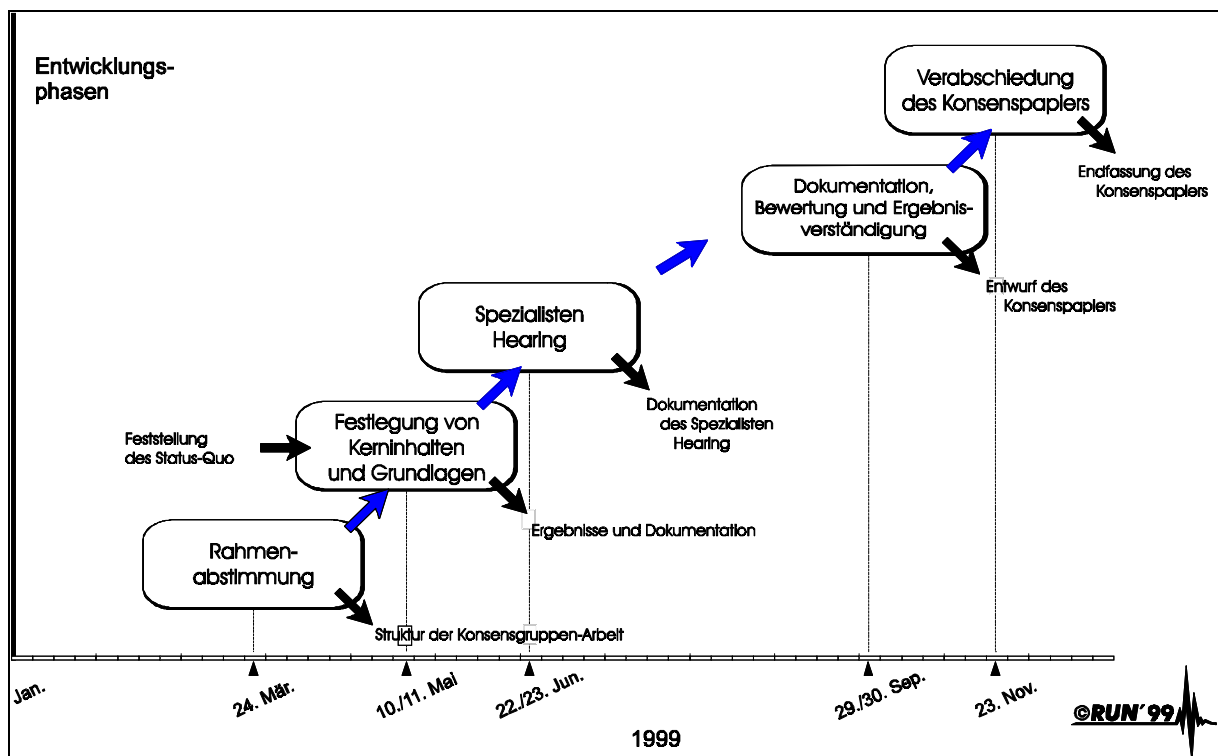 Entwicklungs-
phasen
Verabschiedung
des Konsenspapiers
Endfassung des
Konsenspapiers
Dokumentation,
Bewertung und Ergebnis-
verständigung
Entwurf des
Konsenspapiers
Spezialisten
Hearing
Dokumentation
des Spezialisten
Hearing
Festlegung von
Kerninhalten
und Grundlagen
Feststellung
des Status-Quo
Ergebnisse und Dokumentation
Rahmen-
abstimmung
Struktur der Konsensgruppen-Arbeit
Jan.
24. Mär.
10./11. Mai
22./23. Jun.
29./30. Sep.
23. Nov.
1999
©RUN´99